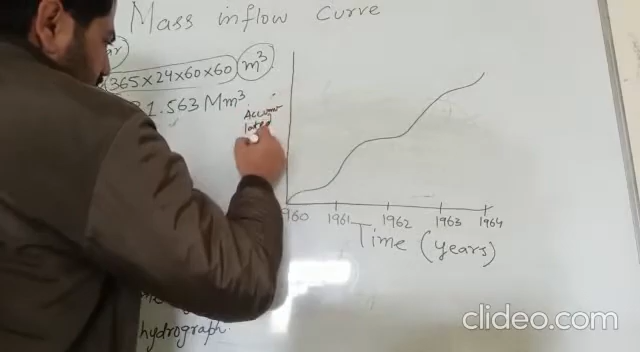 Mass inflow curve
365×24×60×60 m³
1.563 Mm³
Accumu
lated
1960 1961 1962 1963 1964
Time (years)
hydrograph.
clideo.com